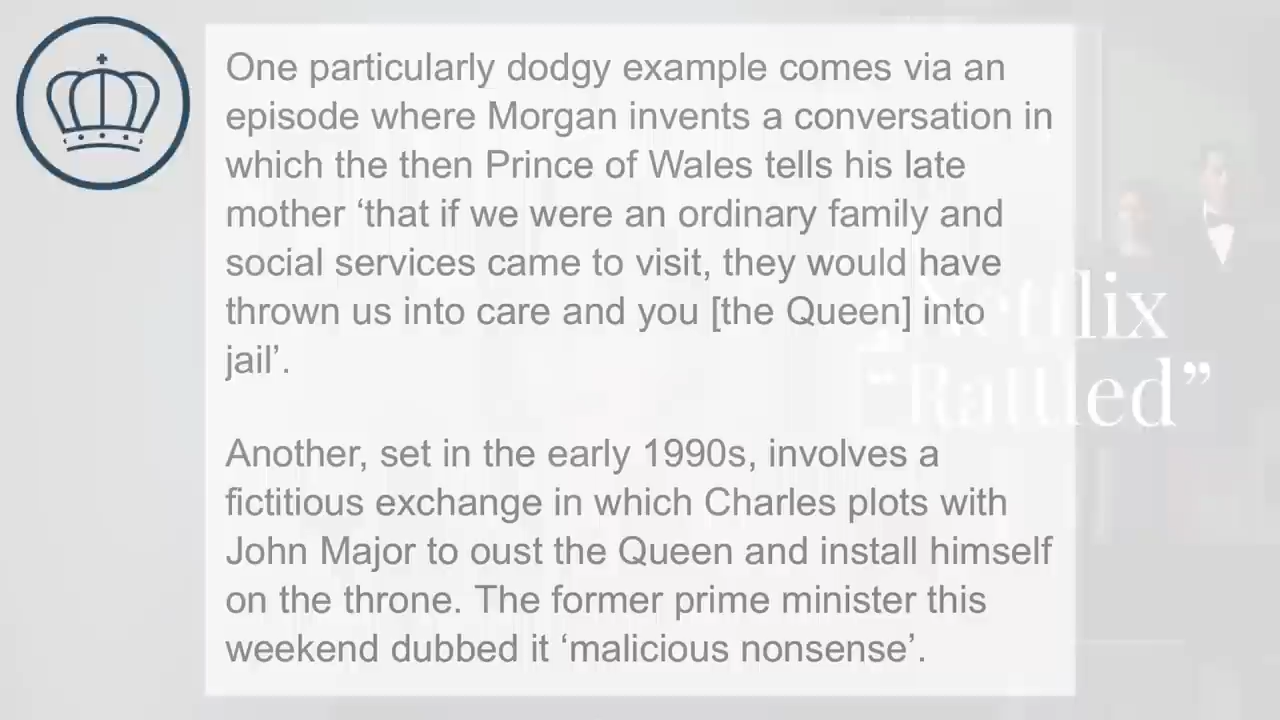 One particularly dodgy example comes via an
episode where Morgan invents a conversation in
which the then Prince of Wales tells his late
mother ‘that if we were an ordinary family and
social services came to visit, they would have
thrown us into care and you [the Queen] into
jail’.
Another, set in the early 1990s, involves a
fictitious exchange in which Charles plots with
John Major to oust the Queen and install himself
on the throne. The former prime minister this
weekend dubbed it ‘malicious nonsense’.
Netflix
“Rattled”